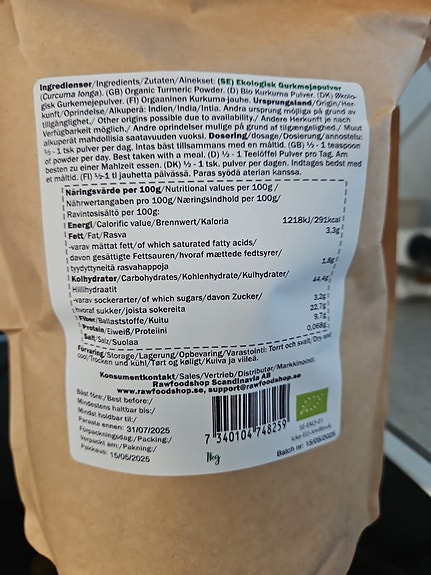 Ingredienser/Ingredients/Zutaten/Ainekset: (SE) Ekologisk Gurkmejapulver
(Curcuma longa). (GB) Organic Turmeric Powder. (D) Bio Kurkuma Pulver. (DK) Økolo-
gisk Gurkemejepulver. (FI) Orgaaninen Kurkuma-jauhe. Ursprungsland/Origin/Her-
kunft/Oprindelse/Alkuperä: Indien/India/Intia. Andra ursprung möjliga på grund av
tillgänglighet./ Other origins possible due to availability./ Andere Herkunft je nach
Verfügbarkeit möglich./ Andre oprindelser mulige på grund af tilgængelighed./ Muut
alkuperät mahdollisia saatavuuden vuoksi. Dosering/dosage/Dosierung/annostelu:
½ - 1 tsk pulver per dag. Intas bäst tillsammans med en måltid. (GB) ½ - 1 teaspoon
of powder per day. Best taken with a meal. (D) ½ - 1 Teelöffel Pulver pro Tag. Am
besten zu einer Mahlzeit essen. (DK) ½ - 1 tsk. pulver per dagen. Indtages bedst med
et måltid. (FI) ½-1 tl jauhetta päivässä. Paras syödä aterian kanssa.
Näringsvärde per 100g/Nutritional values per 100g /
Nährwertangaben pro 100g/Næringsindhold per 100g/
Ravintosisältö per 100g:
Energi/Calorific value/Brennwert/Kaloria 1218kJ/291kcal
Fett/Fat/Rasva 3,3g
-varav mättat fett/of which saturated fatty acids/
davon gesättigte Fettsauren/hvoraf mættede fedtsyrer/
tyydyttyneitä rasvahappoja 1,8g
Kolhydrater/Carbohydrates/Kohlenhydrate/Kulhydrater/
Hiilihydraatit 44,4g
-varav sockerarter/of which sugars/davon Zucker/
hvoraf sukker/joista sokereita 3,2g
Fiber/Ballaststoffe/Kuitu 22,7g
Protein/Eiweiß/Proteiini 9,7g
Salt/Salz/Suolaa 0,068g
Förvaring/Storage/Lagerung/Opbevaring/Varastointi: Torrt och svalt/Dry and
cool/Trocken und kühl/Tørt og køligt/Kuiva ja viileä.
Konsumentkontakt/Sales/Vertrieb/Distributør/Markkinointi:
Rawfoodshop Scandinavia AB
www.rawfoodshop.se, support@rawfoodshop.se
Bäst före:/Best before:/
Mindestens haltbar bis:/
Mindst holdbar til:/
Parasta ennen: 31/07/2025
Förpackningsdag:/Packing:/
Verpackt am:/Pakning:/
Pakkaus: 15/05/2025
7 340104 748259
1kg
SE-EKO-01
Icke-EU-Jordbruk
Batch nr: 15/05/2025